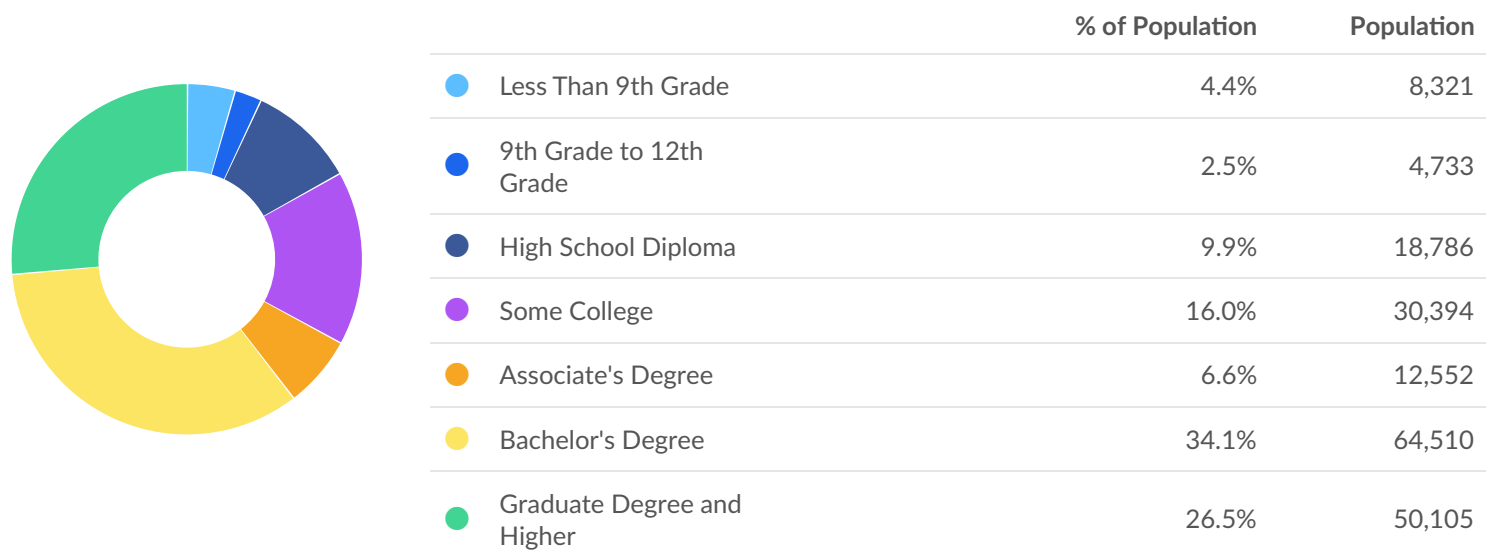 % of Population Population
Less Than 9th Grade 4.4% 8,321
9th Grade to 12th
Grade 2.5% 4,733
High School Diploma 9.9% 18,786
Some College 16.0% 30,394
Associate's Degree 6.6% 12,552
Bachelor's Degree 34.1% 64,510
Graduate Degree and
Higher 26.5% 50,105